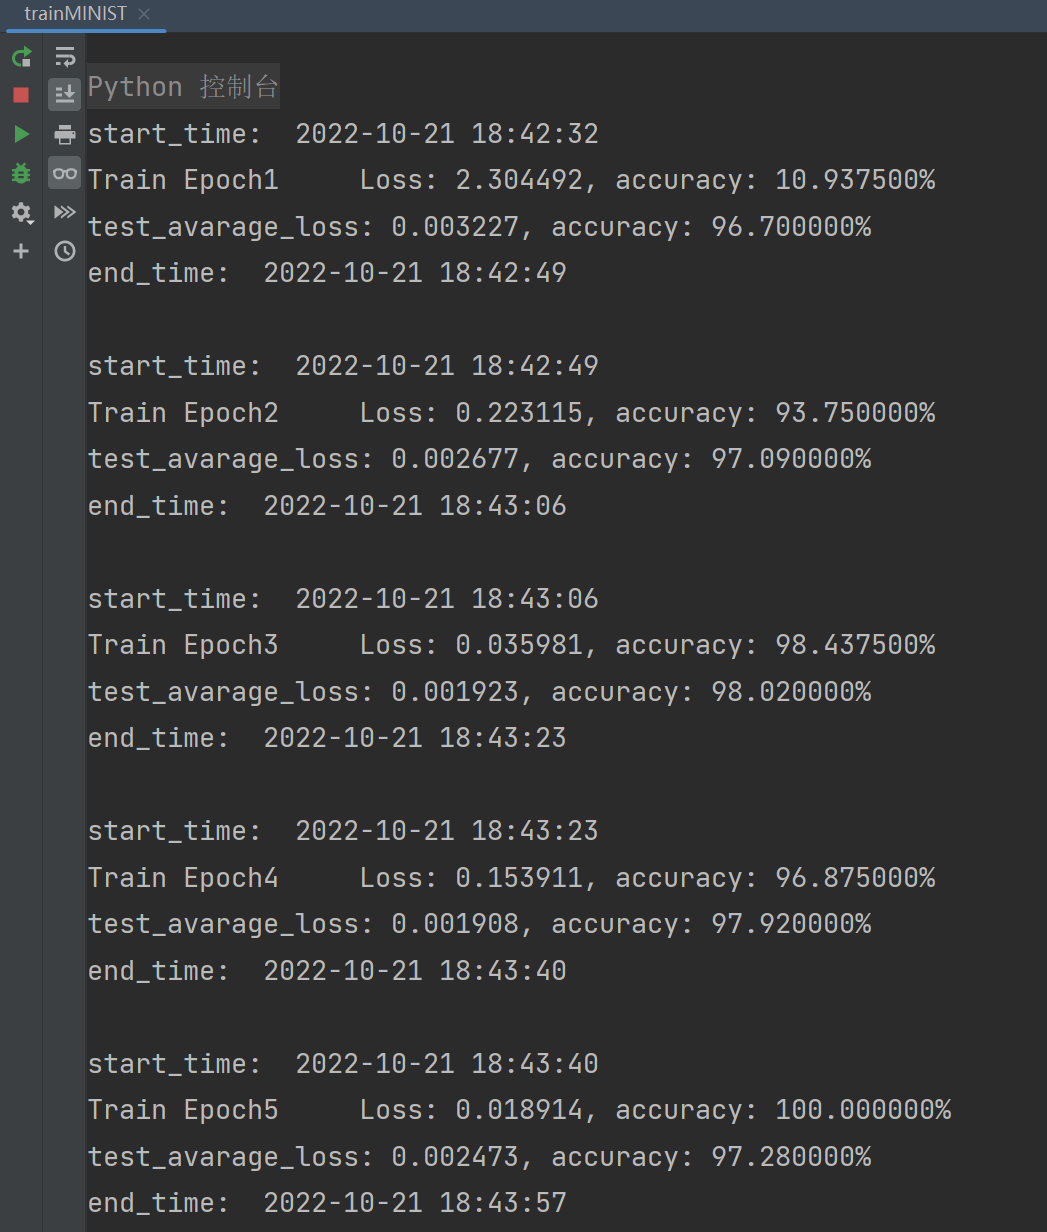 trainMINIST
Python 控制台
start_time:  2022-10-21 18:42:32
Train Epoch1     Loss: 2.304492, accuracy: 10.937500%
test_avarage_loss: 0.003227, accuracy: 96.700000%
end_time:  2022-10-21 18:42:49
start_time:  2022-10-21 18:42:49
Train Epoch2     Loss: 0.223115, accuracy: 93.750000%
test_avarage_loss: 0.002677, accuracy: 97.090000%
end_time:  2022-10-21 18:43:06
start_time:  2022-10-21 18:43:06
Train Epoch3     Loss: 0.035981, accuracy: 98.437500%
test_avarage_loss: 0.001923, accuracy: 98.020000%
end_time:  2022-10-21 18:43:23
start_time:  2022-10-21 18:43:23
Train Epoch4     Loss: 0.153911, accuracy: 96.875000%
test_avarage_loss: 0.001908, accuracy: 97.920000%
end_time:  2022-10-21 18:43:40
start_time:  2022-10-21 18:43:40
Train Epoch5     Loss: 0.018914, accuracy: 100.000000%
test_avarage_loss: 0.002473, accuracy: 97.280000%
end_time:  2022-10-21 18:43:57